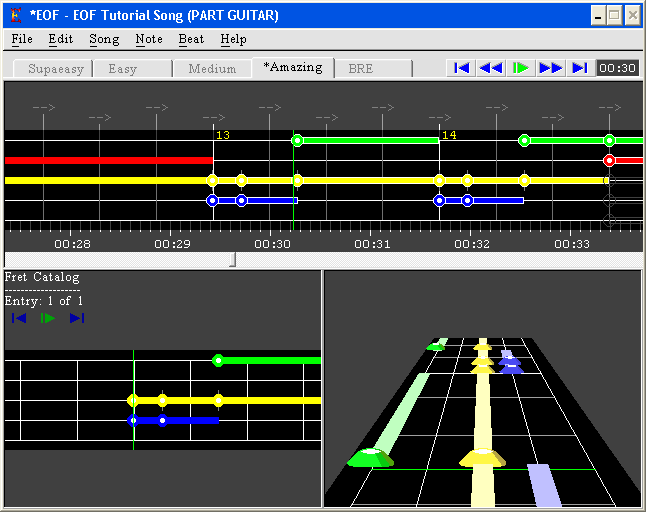 *EOF - EOF Tutorial Song (PART GUITAR)
File Edit Song Note Beat Help
Supaeasy Easy Medium *Amazing BRE 00:30
--> --> --> --> --> --> --> --> --> --> -->
13 14
00:28 00:29 00:30 00:31 00:32 00:33
Fret Catalog
-------------------
Entry: 1 of 1